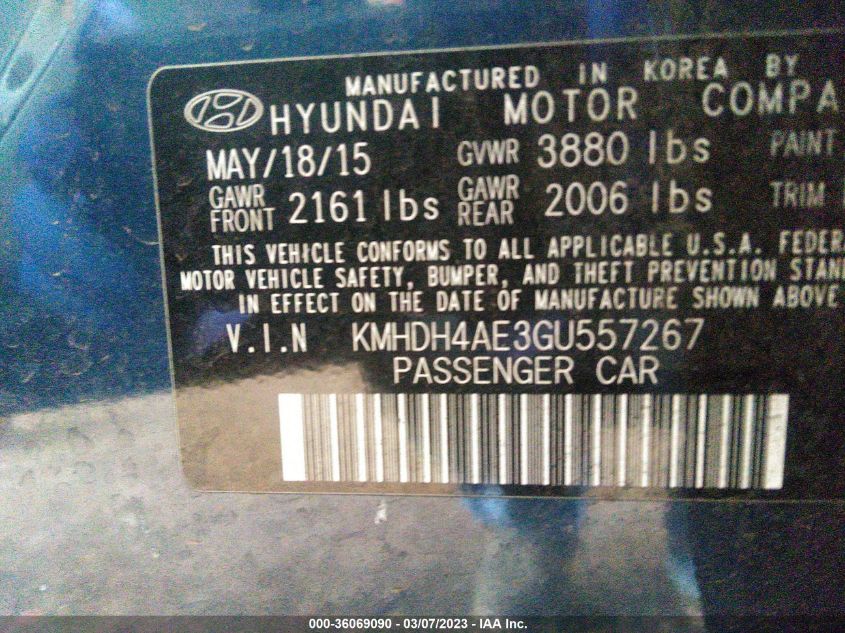 MANUFACTURED IN KOREA BY
HYUNDAI MOTOR COMPA
MAY/18/15 GVWR 3880 lbs PAINT
GAWR FRONT 2161 lbs GAWR REAR 2006 lbs TRIM
THIS VEHICLE CONFORMS TO ALL APPLICABLE U.S.A. FEDERA
MOTOR VEHICLE SAFETY, BUMPER, AND THEFT PREVENTION STAN
IN EFFECT ON THE DATE OF MANUFACTURE SHOWN ABOVE
V.I.N KMHDH4AE3GU557267
PASSENGER CAR
000-36069090 - 03/07/2023 - IAA Inc.